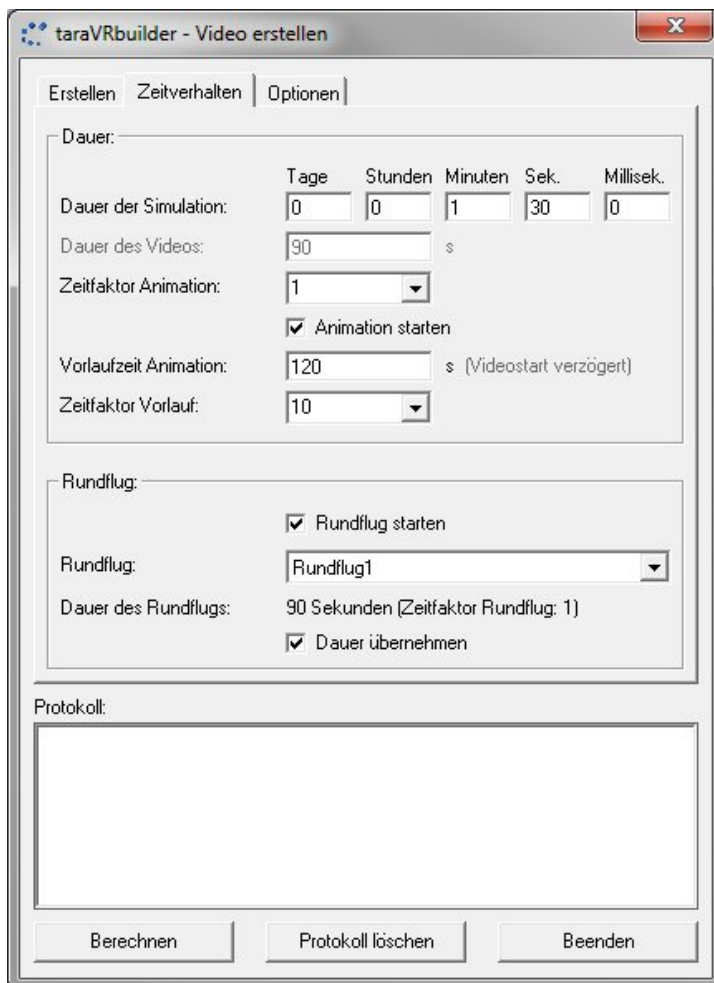 taraVRbuilder - Video erstellen
Erstellen Zeitverhalten Optionen
Dauer:
Tage Stunden Minuten Sek. Millisek.
Dauer der Simulation: 0 0 1 30 0
Dauer des Videos: 90 s
Zeitfaktor Animation: 1
Animation starten
Vorlaufzeit Animation: 120 s (Videostart verzögert)
Zeitfaktor Vorlauf: 10
Rundflug:
Rundflug starten
Rundflug: Rundflug1
Dauer des Rundflugs: 90 Sekunden (Zeitfaktor Rundflug: 1)
Dauer übernehmen
Protokoll:
Berechnen Protokoll löschen Beenden